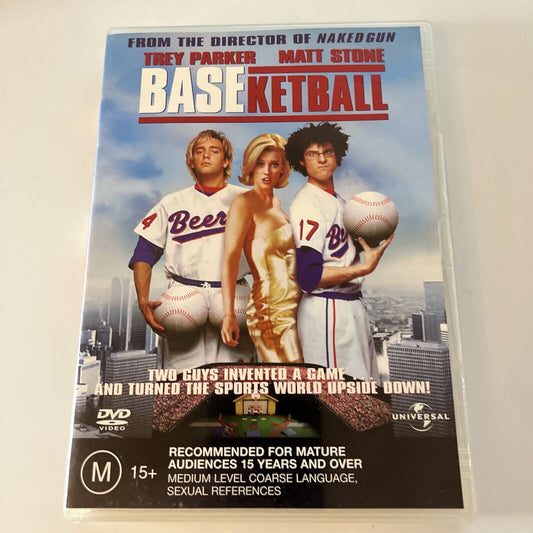 FROM THE DIRECTOR OF NAKED GUN
TREY PARKER MATT STONE
BASEKETBALL
4
Beer
17
Be
TWO GUYS INVENTED A GAME
AND TURNED THE SPORTS WORLD UPSIDE DOWN!
DVD
VIDEO
UNIVERSAL
M 15+
RECOMMENDED FOR MATURE
AUDIENCES 15 YEARS AND OVER
MEDIUM LEVEL COARSE LANGUAGE,
SEXUAL REFERENCES